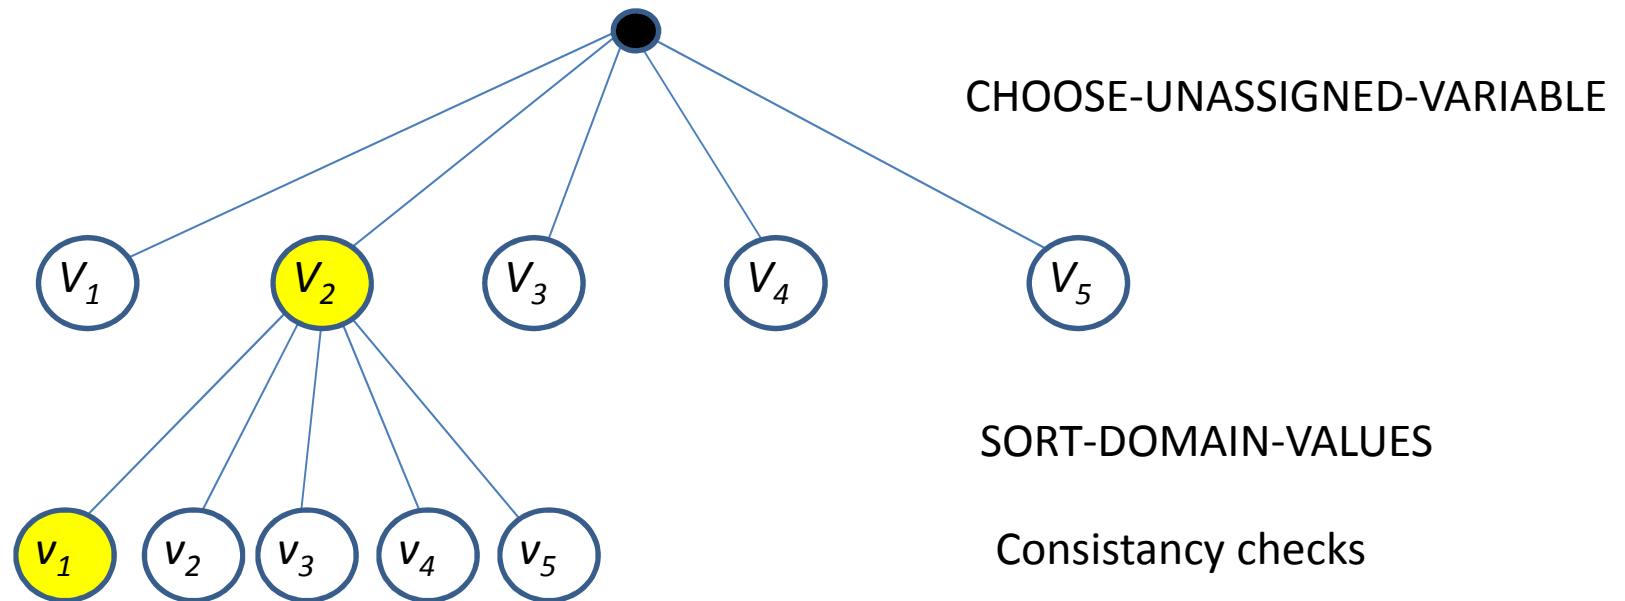 CHOOSE-UNASSIGNED-VARIABLE
V1 V2 V3 V4 V5
SORT-DOMAIN-VALUES
v1 v2 v3 v4 v5
Consistancy checks